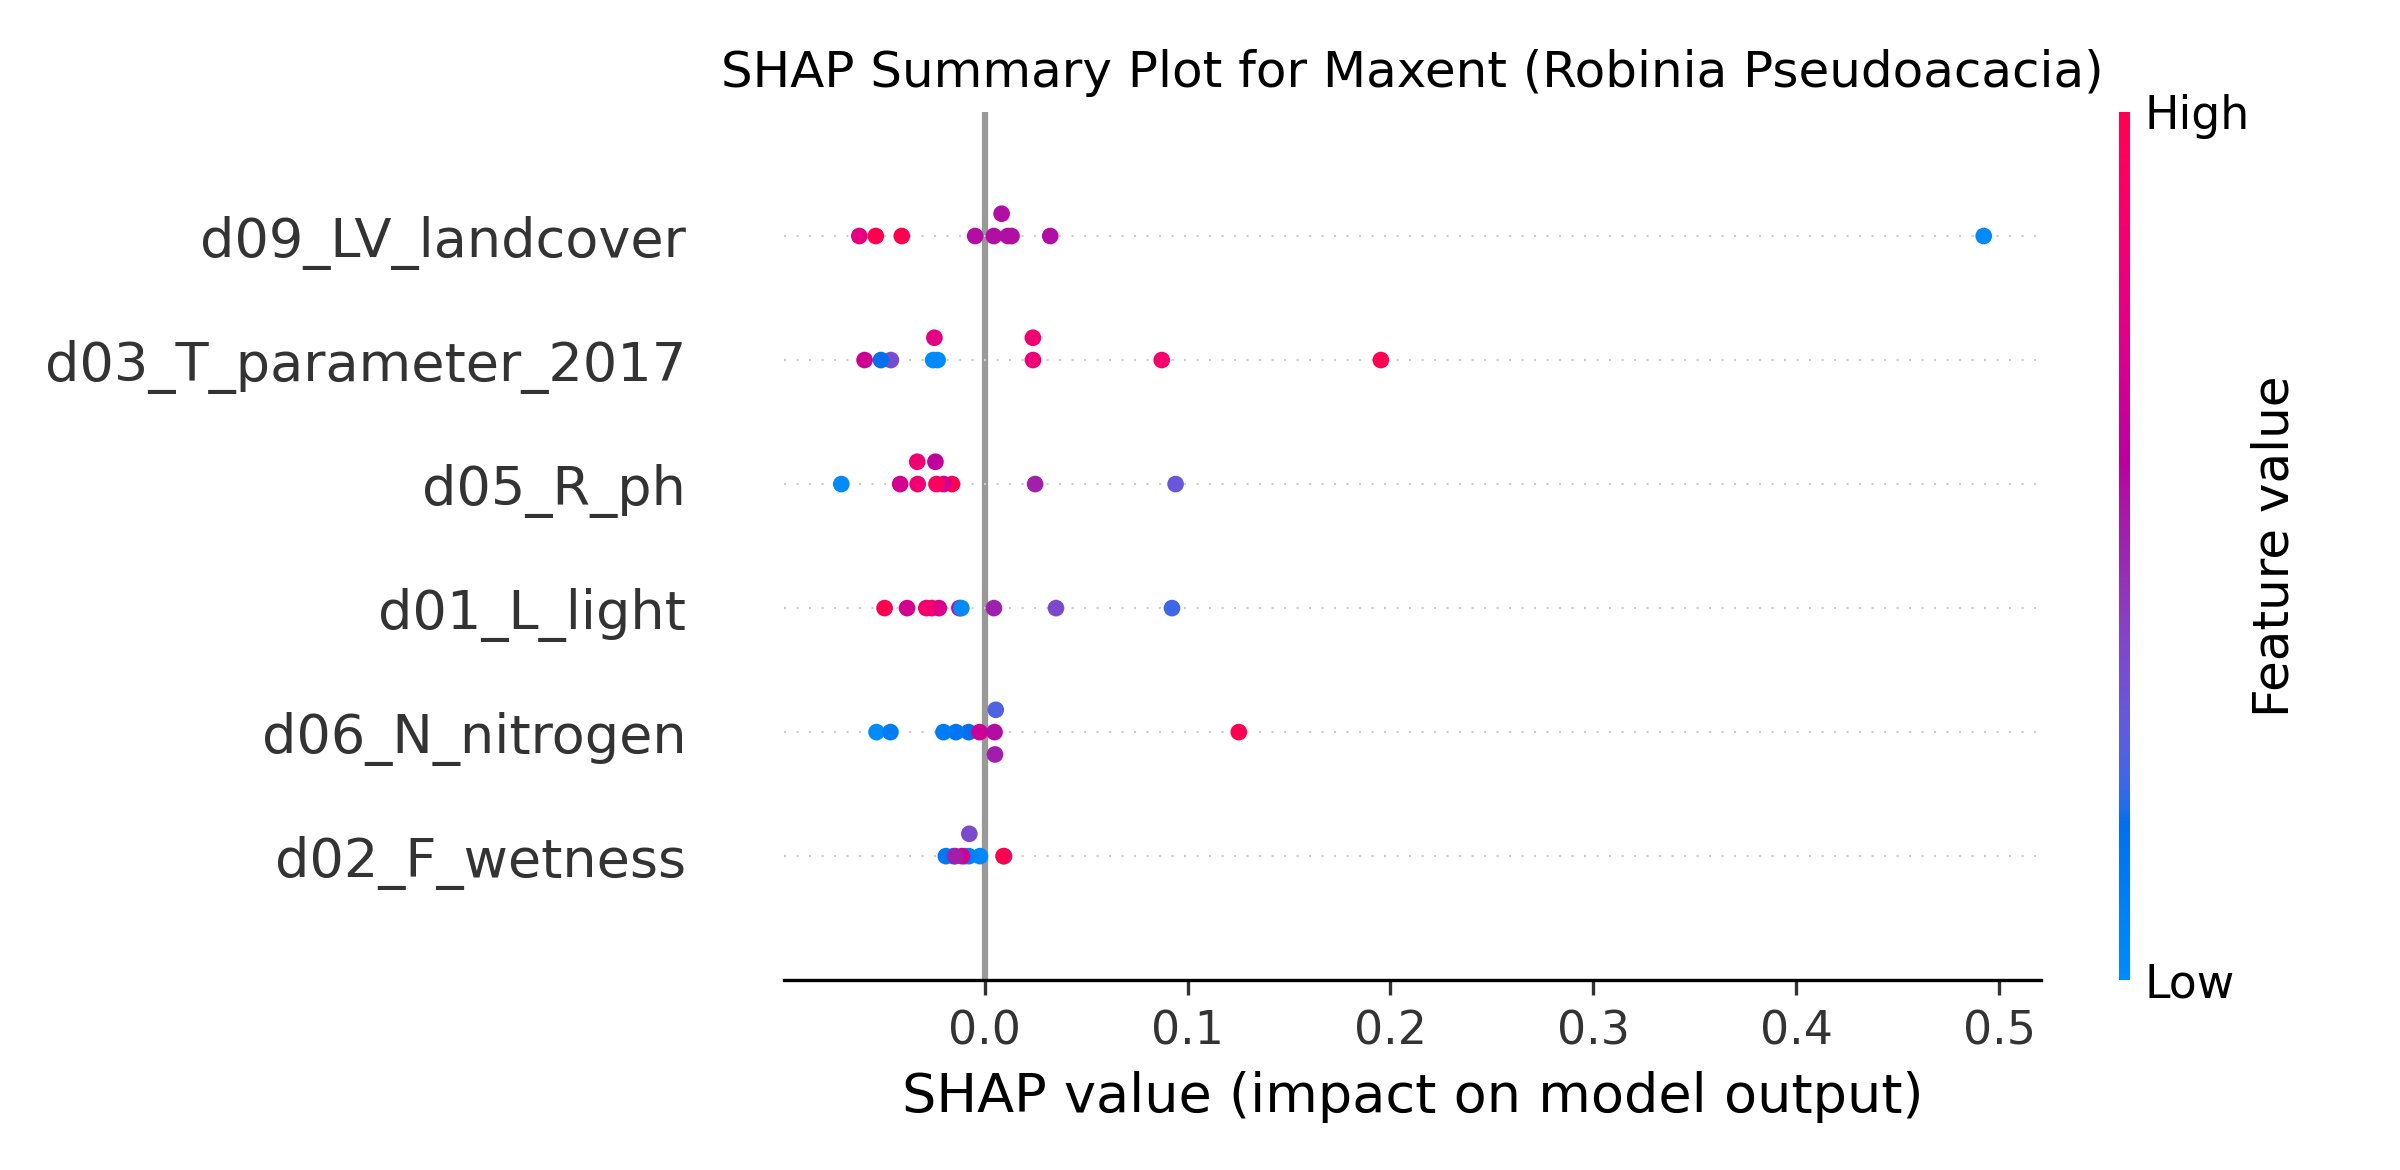 SHAP Summary Plot for Maxent (Robinia Pseudoacacia)
High
d09_LV_landcover
d03_T_parameter_2017
d05_R_ph
d01_L_light
d06_N_nitrogen
d02_F_wetness
Feature value
Low
0.0 0.1 0.2 0.3 0.4 0.5
SHAP value (impact on model output)